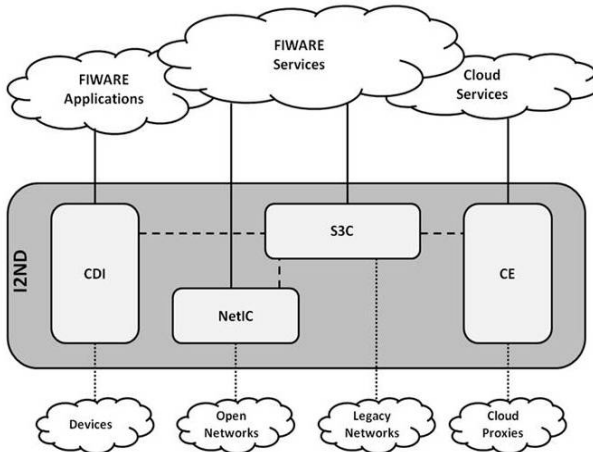 FIWARE
Applications
FIWARE
Services
Cloud
Services
I2ND
CDI
S3C
CE
NetIC
Devices
Open
Networks
Legacy
Networks
Cloud
Proxies